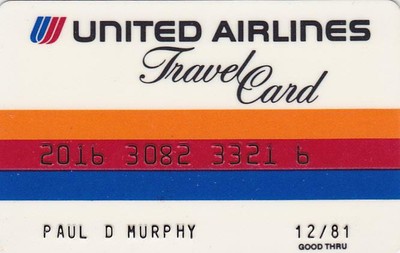 UNITED AIRLINES
Travel Card
2016 3082 3321 6
PAUL D MURPHY 12/81
GOOD THRU